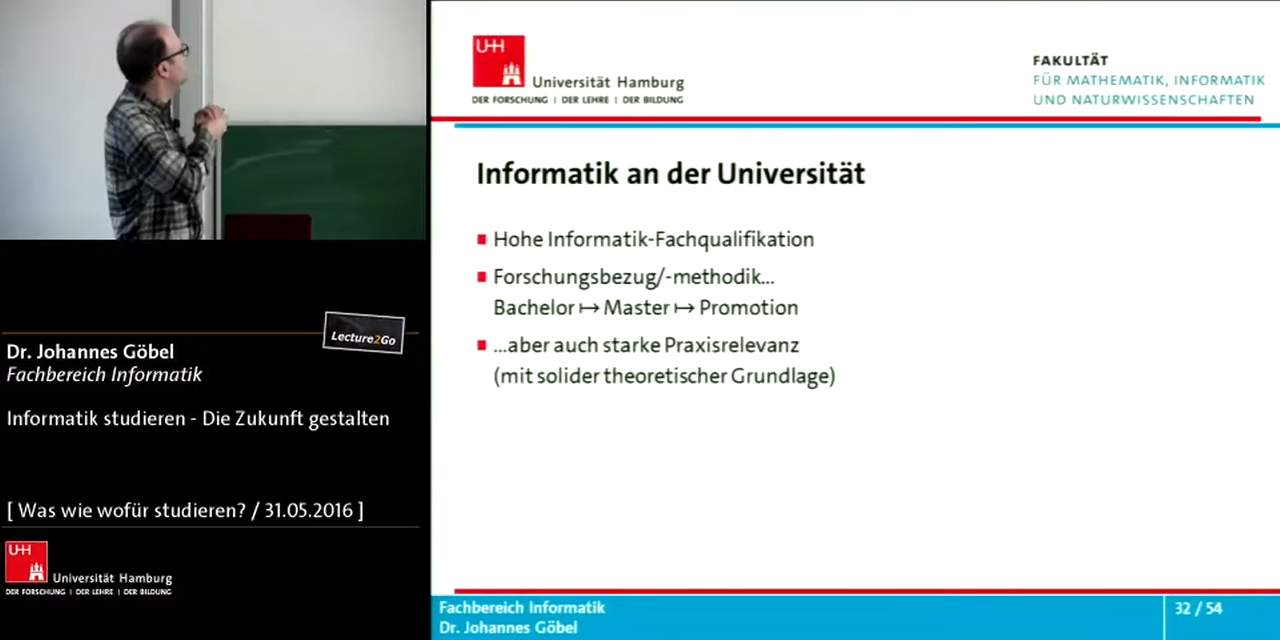 Lecture2Go
Dr. Johannes Göbel
Fachbereich Informatik
Informatik studieren - Die Zukunft gestalten
[ Was wie wofür studieren? / 31.05.2016 ]
UH
Universität Hamburg
DER FORSCHUNG | DER LEHRE | DER BILDUNG
UH
Universität Hamburg
DER FORSCHUNG | DER LEHRE | DER BILDUNG
FAKULTÄT
FÜR MATHEMATIK, INFORMATIK
UND NATURWISSENSCHAFTEN
Informatik an der Universität
Hohe Informatik-Fachqualifikation
Forschungsbezug/-methodik...
Bachelor ↦ Master ↦ Promotion
...aber auch starke Praxisrelevanz
(mit solider theoretischer Grundlage)
Fachbereich Informatik
Dr. Johannes Göbel
32 / 54